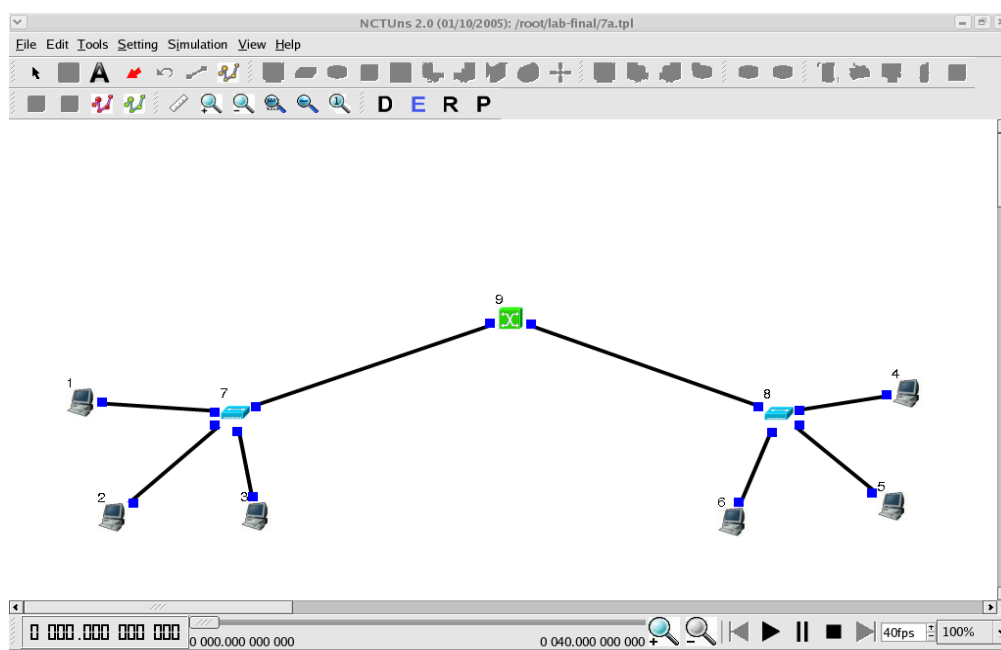 NCTUns 2.0 (01/10/2005): /root/lab-final/7a.tpl
File Edit Tools Setting Simulation View Help
A
D E R P
9
1
7
4
8
2
3
6
5
0 000.000 000 000
0 000.000 000 000
0 040.000 000 000
40fps
100%